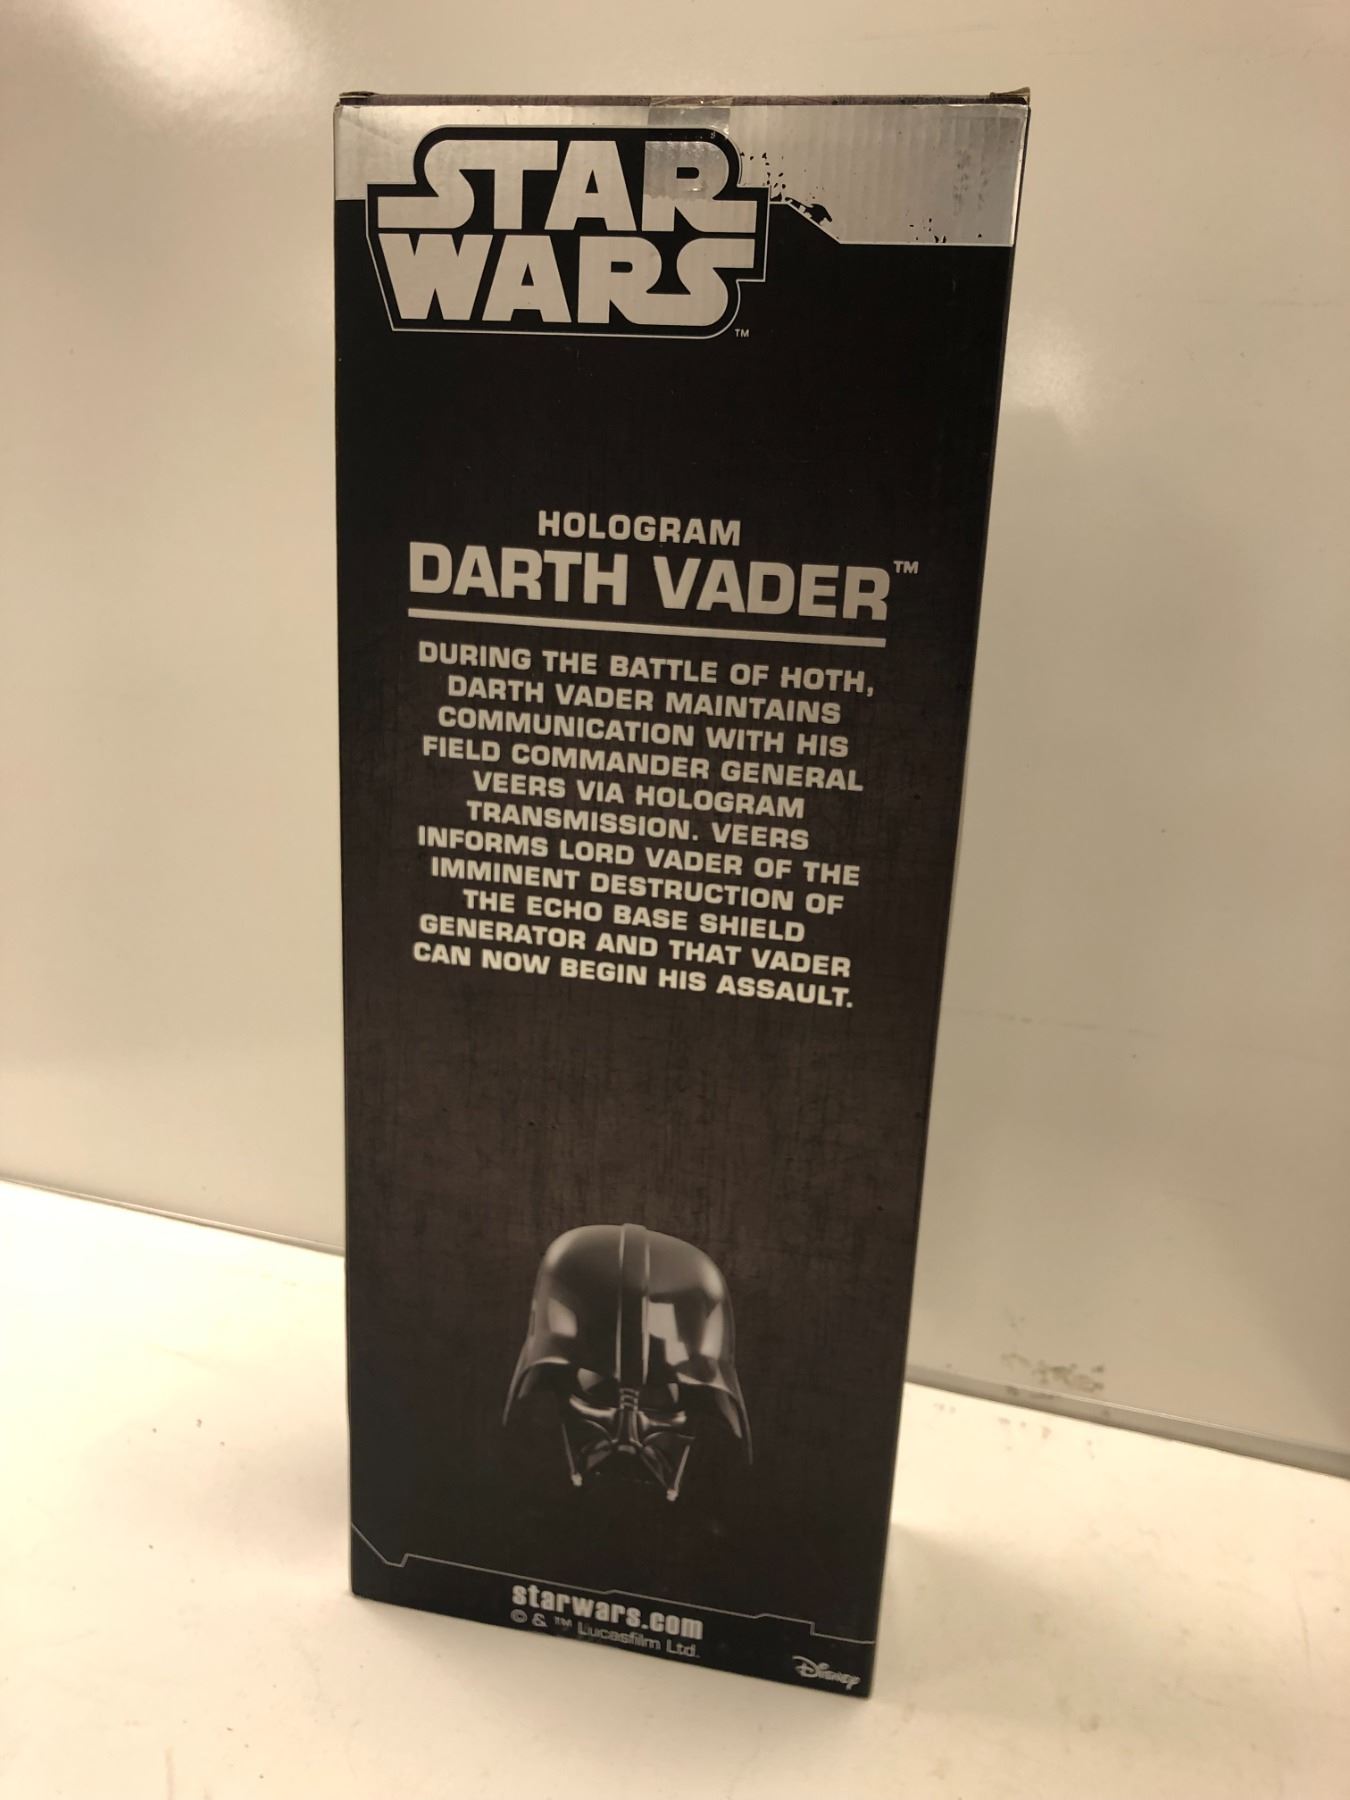 STAR
WARS
TM
HOLOGRAM
DARTH VADER™
DURING THE BATTLE OF HOTH,
DARTH VADER MAINTAINS
COMMUNICATION WITH HIS
FIELD COMMANDER GENERAL
VEERS VIA HOLOGRAM
TRANSMISSION. VEERS
INFORMS LORD VADER OF THE
IMMINENT DESTRUCTION OF
THE ECHO BASE SHIELD
GENERATOR AND THAT VADER
CAN NOW BEGIN HIS ASSAULT.
starwars.com
© & ™ Lucasfilm Ltd.
Disney